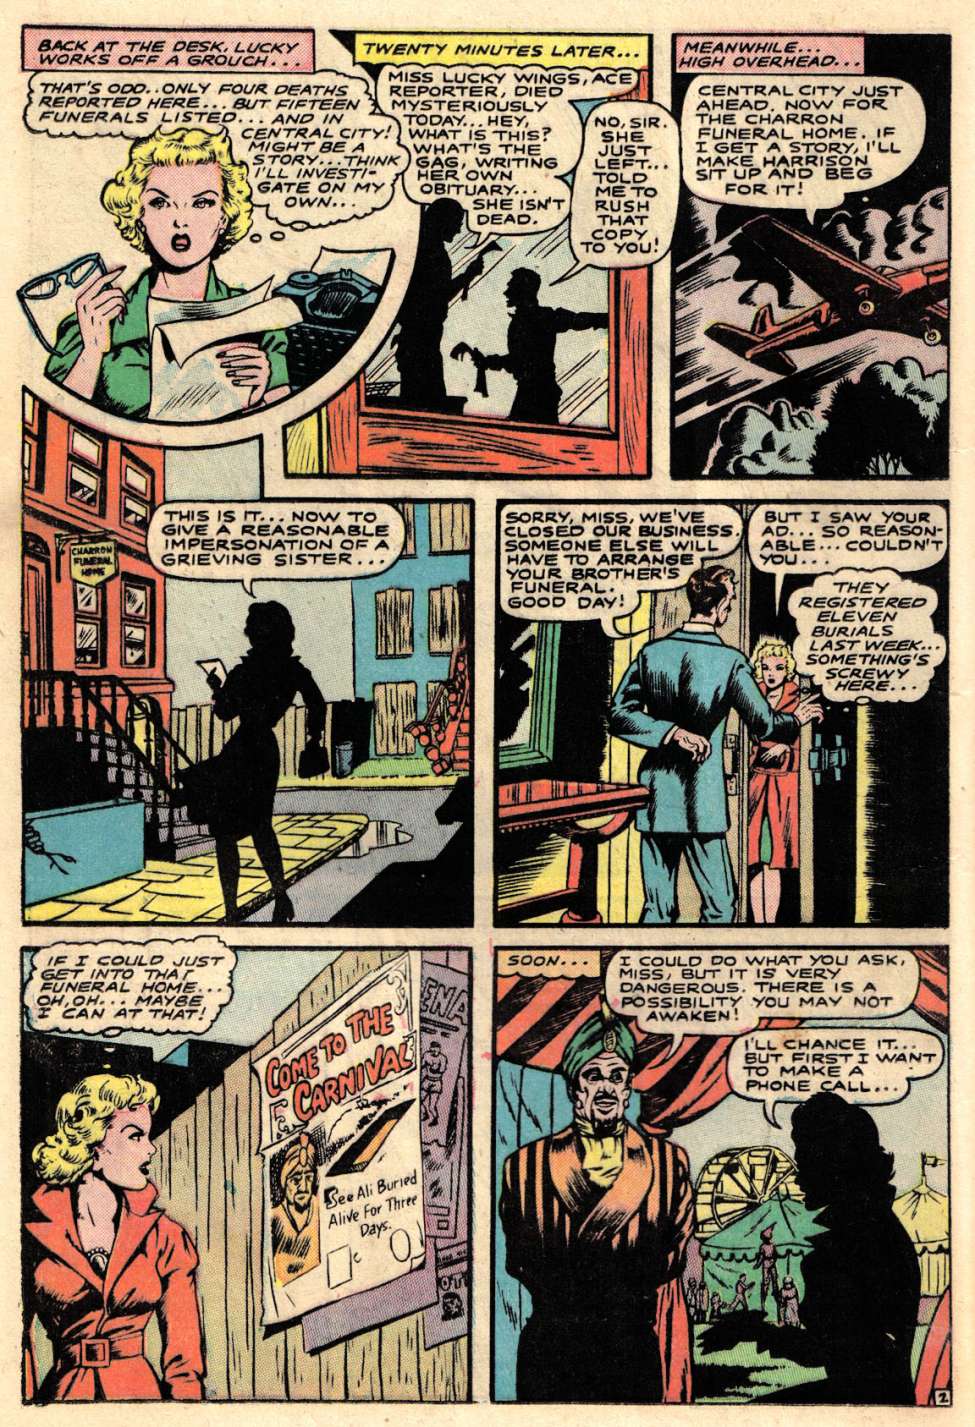 BACK AT THE DESK, LUCKY
WORKS OFF A GROUCH...
THAT'S ODD...ONLY FOUR DEATHS
REPORTED HERE... BUT FIFTEEN
FUNERALS LISTED... AND IN
CENTRAL CITY!
MIGHT BE A
STORY...THINK
I'LL INVESTI-
GATE ON MY
OWN...
TWENTY MINUTES LATER...
MISS LUCKY WINGS, ACE
REPORTER, DIED
MYSTERIOUSLY
TODAY... HEY,
WHAT IS THIS?
WHAT'S THE
GAG, WRITING
HER OWN
OBITUARY...
SHE ISN'T
DEAD.
NO, SIR.
SHE
JUST
LEFT...
TOLD
ME TO
RUSH
THAT
COPY
TO YOU!
MEANWHILE...
HIGH OVERHEAD...
CENTRAL CITY JUST
AHEAD. NOW FOR
THE CHARRON
FUNERAL HOME. IF
I GET A STORY, I'LL
MAKE HARRISON
SIT UP AND BEG
FOR IT!
CHARRON
FUNERAL
HOME
THIS IS IT... NOW TO
GIVE A REASONABLE
IMPERSONATION OF A
GRIEVING SISTER...
SORRY, MISS, WE'VE
CLOSED OUR BUSINESS.
SOMEONE ELSE WILL
HAVE TO ARRANGE
YOUR BROTHER'S
FUNERAL.
GOOD DAY!
BUT I SAW YOUR
AD... SO REASON-
ABLE... COULDN'T
YOU...
THEY
REGISTERED
ELEVEN
BURIALS
LAST WEEK...
SOMETHING'S
SCREWY
HERE...
IF I COULD JUST
GET INTO THAT
FUNERAL HOME...
OH, OH... MAYBE
I CAN AT THAT!
COME TO THE
CARNIVAL
See Ali Buried
Alive For Three
Days.
¢
ENA
OTT
SOON...
I COULD DO WHAT YOU ASK,
MISS, BUT IT IS VERY
DANGEROUS. THERE IS A
POSSIBILITY YOU MAY NOT
AWAKEN!
I'LL CHANCE IT...
BUT FIRST I WANT
TO MAKE A
PHONE CALL...
2